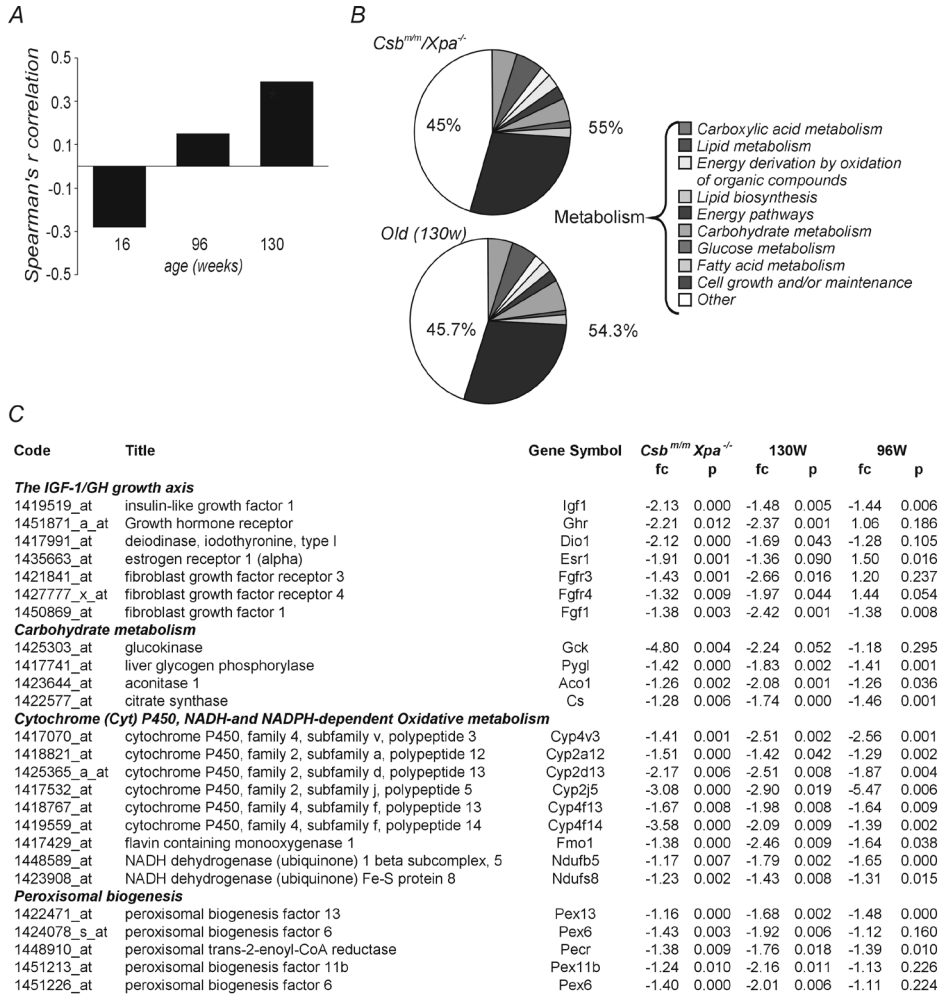 A
Spearman's r correlation
0.5
0.3
0.1
-0.1
-0.3
-0.5
16
96
130
age (weeks)
B
Csb^m/m/Xpa^-/-
45%
55%
Old (130w)
45.7%
54.3%
Metabolism
Carboxylic acid metabolism
Lipid metabolism
Energy derivation by oxidation
of organic compounds
Lipid biosynthesis
Energy pathways
Carbohydrate metabolism
Glucose metabolism
Fatty acid metabolism
Cell growth and/or maintenance
Other
C
Code Title Gene Symbol Csb^m/m Xpa^-/- 130W 96W
fc p fc p fc p
The IGF-1/GH growth axis
1419519_at insulin-like growth factor 1 Igf1 -2.13 0.000 -1.48 0.005 -1.44 0.006
1451871_a_at Growth hormone receptor Ghr -2.21 0.012 -2.37 0.001 1.06 0.186
1417991_at deiodinase, iodothyronine, type I Dio1 -2.12 0.000 -1.69 0.043 -1.28 0.105
1435663_at estrogen receptor 1 (alpha) Esr1 -1.91 0.001 -1.36 0.090 1.50 0.016
1421841_at fibroblast growth factor receptor 3 Fgfr3 -1.43 0.001 -2.66 0.016 1.20 0.237
1427777_x_at fibroblast growth factor receptor 4 Fgfr4 -1.32 0.009 -1.97 0.044 1.44 0.054
1450869_at fibroblast growth factor 1 Fgf1 -1.38 0.003 -2.42 0.001 -1.38 0.008
Carbohydrate metabolism
1425303_at glucokinase Gck -4.80 0.004 -2.24 0.052 -1.18 0.295
1417741_at liver glycogen phosphorylase Pygl -1.42 0.000 -1.83 0.002 -1.41 0.001
1423644_at aconitase 1 Aco1 -1.26 0.002 -2.08 0.001 -1.26 0.036
1422577_at citrate synthase Cs -1.28 0.006 -1.74 0.000 -1.46 0.001
Cytochrome (Cyt) P450, NADH-and NADPH-dependent Oxidative metabolism
1417070_at cytochrome P450, family 4, subfamily v, polypeptide 3 Cyp4v3 -1.41 0.001 -2.51 0.002 -2.56 0.001
1418821_at cytochrome P450, family 2, subfamily a, polypeptide 12 Cyp2a12 -1.51 0.000 -1.42 0.042 -1.29 0.002
1425365_a_at cytochrome P450, family 2, subfamily d, polypeptide 13 Cyp2d13 -2.17 0.006 -2.51 0.008 -1.87 0.004
1417532_at cytochrome P450, family 2, subfamily j, polypeptide 5 Cyp2j5 -3.08 0.000 -2.90 0.019 -5.47 0.006
1418767_at cytochrome P450, family 4, subfamily f, polypeptide 13 Cyp4f13 -1.67 0.008 -1.98 0.008 -1.64 0.009
1419559_at cytochrome P450, family 4, subfamily f, polypeptide 14 Cyp4f14 -3.58 0.000 -2.09 0.009 -1.39 0.002
1417429_at flavin containing monooxygenase 1 Fmo1 -1.38 0.000 -2.46 0.009 -1.64 0.038
1448589_at NADH dehydrogenase (ubiquinone) 1 beta subcomplex, 5 Ndufb5 -1.17 0.007 -1.79 0.002 -1.65 0.000
1423908_at NADH dehydrogenase (ubiquinone) Fe-S protein 8 Ndufs8 -1.23 0.002 -1.43 0.008 -1.31 0.015
Peroxisomal biogenesis
1422471_at peroxisomal biogenesis factor 13 Pex13 -1.16 0.000 -1.68 0.002 -1.48 0.000
1424078_s_at peroxisomal biogenesis factor 6 Pex6 -1.43 0.003 -1.92 0.006 -1.12 0.160
1448910_at peroxisomal trans-2-enoyl-CoA reductase Pecr -1.38 0.009 -1.76 0.018 -1.39 0.010
1451213_at peroxisomal biogenesis factor 11b Pex11b -1.24 0.010 -2.16 0.011 -1.13 0.226
1451226_at peroxisomal biogenesis factor 6 Pex6 -1.40 0.000 -2.01 0.006 -1.11 0.224